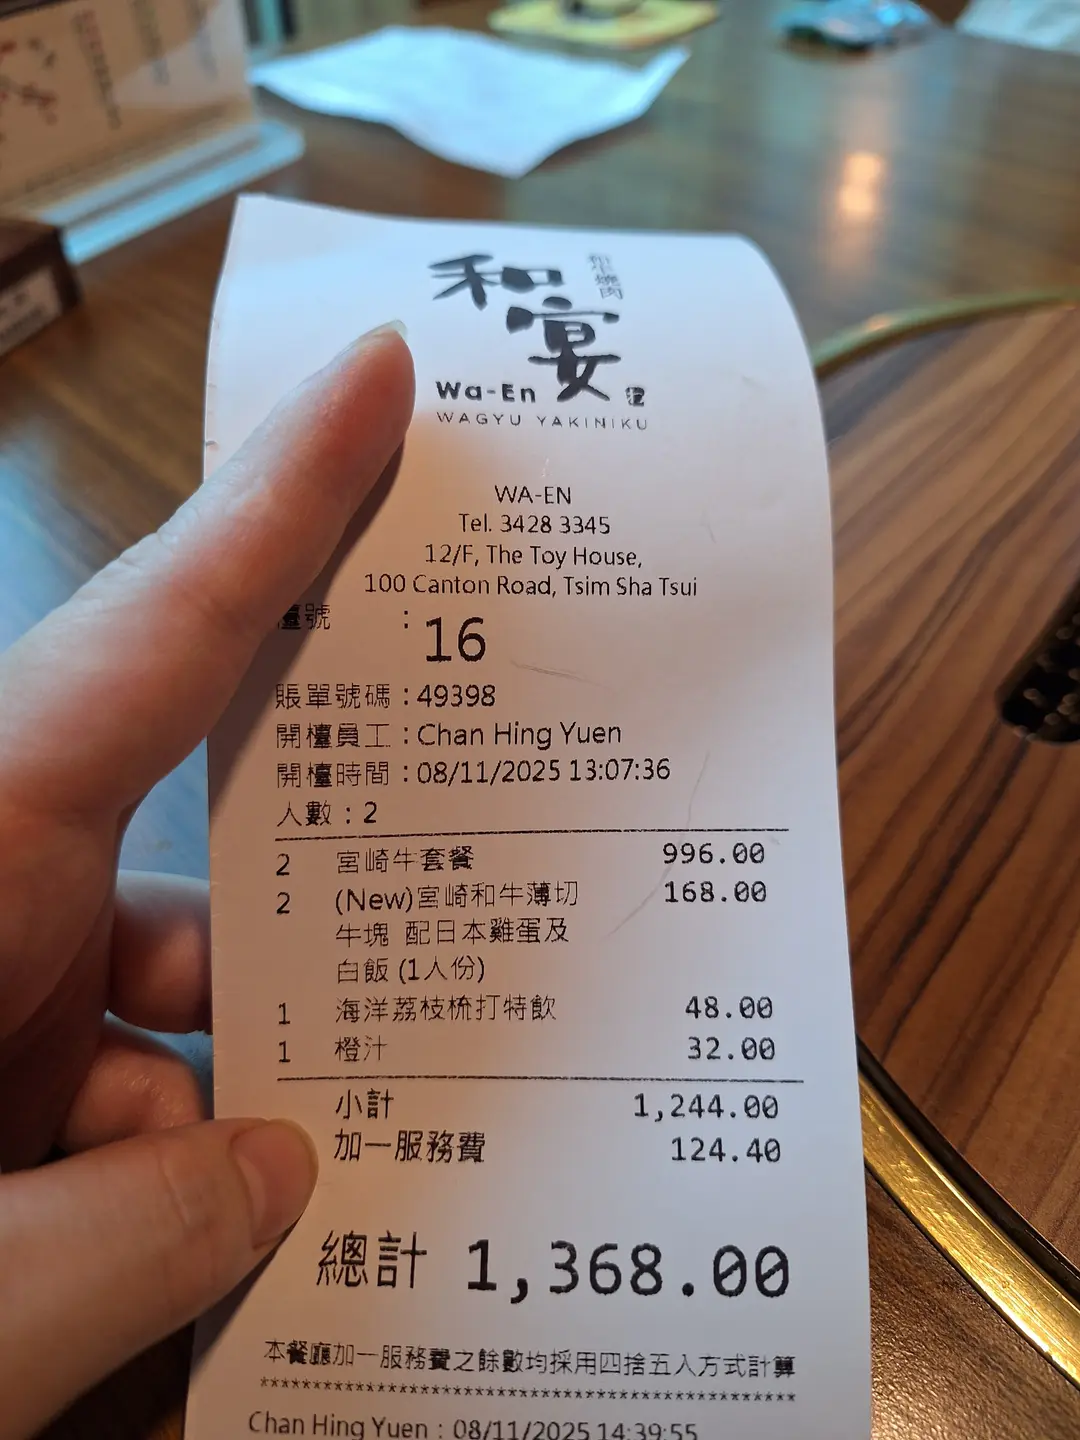 和宴
和牛燒肉
Wa-En
WAGYU YAKINIKU
WA-EN
Tel. 3428 3345
12/F, The Toy House,
100 Canton Road, Tsim Sha Tsui
檯號 : 16
賬單號碼 : 49398
開檯員工 : Chan Hing Yuen
開檯時間 : 08/11/2025 13:07:36
人數 : 2
2 宮崎牛套餐 996.00
2 (New)宮崎和牛薄切 168.00
牛塊 配日本雞蛋及
白飯 (1人份)
1 海洋荔枝梳打特飲 48.00
1 橙汁 32.00
小計 1,244.00
加一服務費 124.40
總計 1,368.00
本餐廳加一服務費之餘數均採用四捨五入方式計算
****************************************************
Chan Hing Yuen : 08/11/2025 14:39:55